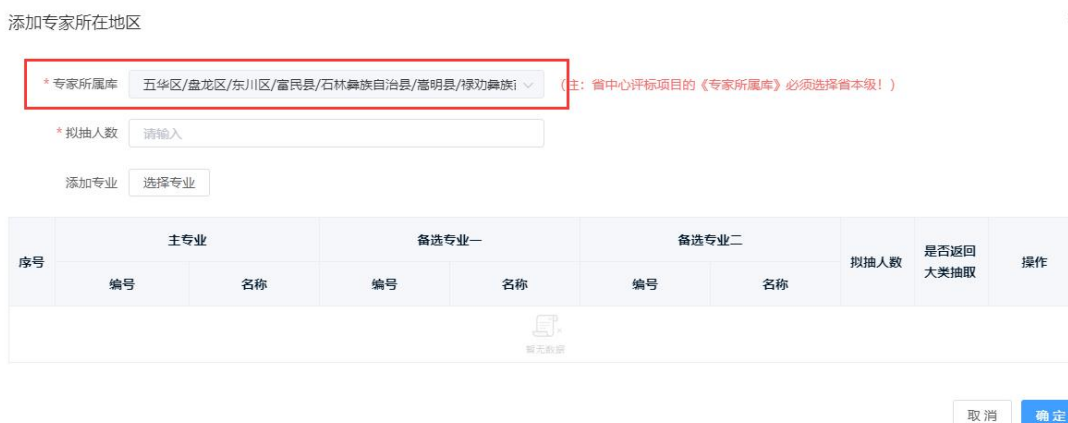 添加专家所在地区
* 专家所属库 五华区/盘龙区/东川区/富民县/石林彝族自治县/嵩明县/禄劝彝族 (注：省中心评标项目的《专家所属库》必须选择省本级！)
* 拟抽人数 请输入
添加专业 选择专业
序号 主专业 备选专业一 备选专业二 拟抽人数 是否返回大类抽取 操作
编号 名称 编号 名称 编号 名称
暂无数据
取 消 确 定